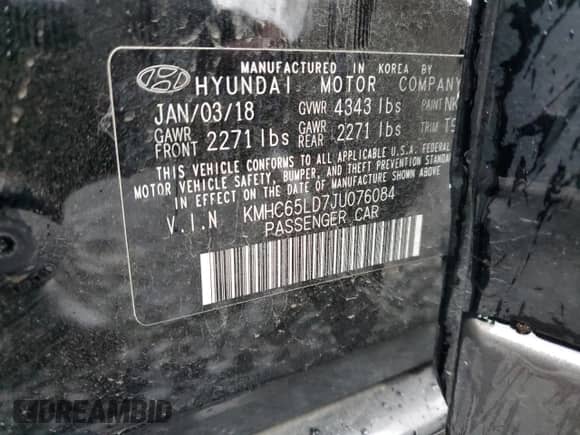 MANUFACTURED IN KOREA BY
HYUNDAI MOTOR COMPANY
JAN/03/18 GVWR 4343 lbs PAINT NK
GAWR FRONT 2271 lbs GAWR REAR 2271 lbs TRIM
THIS VEHICLE CONFORMS TO ALL APPLICABLE U.S.A. FEDERAL
MOTOR VEHICLE SAFETY, BUMPER, AND THEFT PREVENTION STANDA
IN EFFECT ON THE DATE OF MANUFACTURE SHOWN ABOVE
V.I.N KMHC65LD7JU076084
PASSENGER CAR
DREAMBID